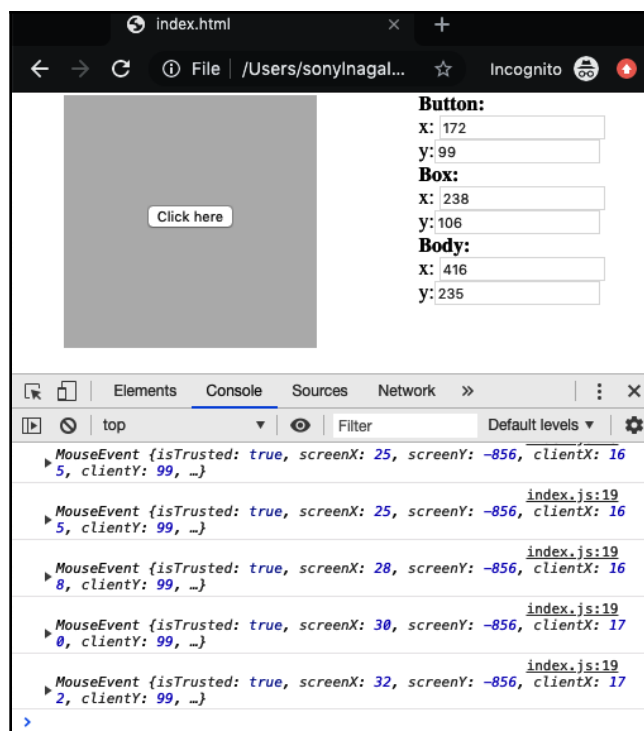 index.html
File /Users/sonylnagal... Incognito
Button:
x: 172
y: 99
Box:
x: 238
y: 106
Body:
x: 416
y: 235
Click here
Elements Console Sources Network »
top Filter Default levels
MouseEvent {isTrusted: true, screenX: 25, screenY: -856, clientX: 16
5, clientY: 99, …}
index.js:19
MouseEvent {isTrusted: true, screenX: 25, screenY: -856, clientX: 16
5, clientY: 99, …}
index.js:19
MouseEvent {isTrusted: true, screenX: 28, screenY: -856, clientX: 16
8, clientY: 99, …}
index.js:19
MouseEvent {isTrusted: true, screenX: 30, screenY: -856, clientX: 17
0, clientY: 99, …}
index.js:19
MouseEvent {isTrusted: true, screenX: 32, screenY: -856, clientX: 17
2, clientY: 99, …}